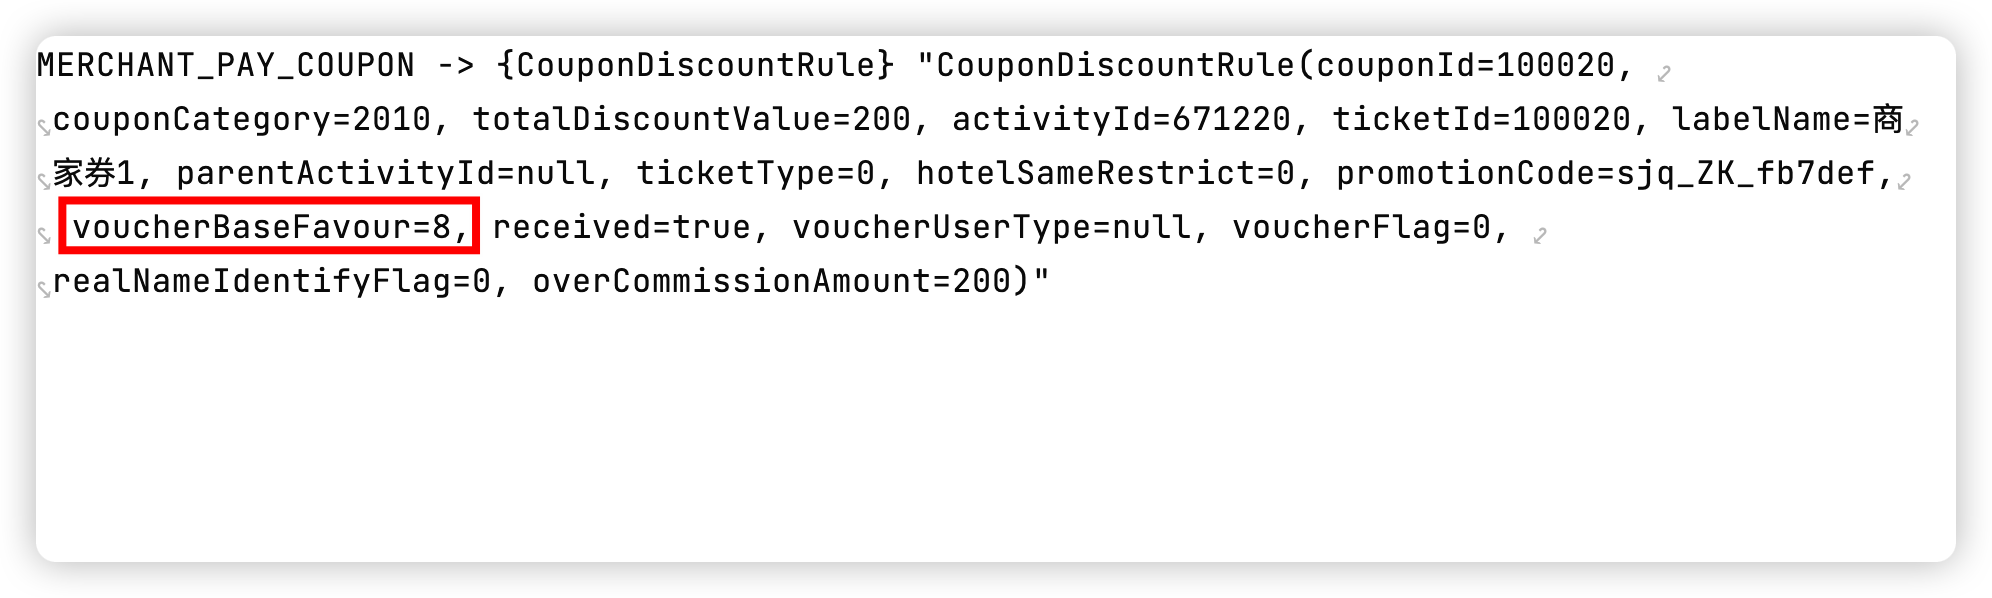 MERCHANT_PAY_COUPON -> {CouponDiscountRule} "CouponDiscountRule(couponId=100020,
couponCategory=2010, totalDiscountValue=200, activityId=671220, ticketId=100020, labelName=商
家券1, parentActivityId=null, ticketType=0, hotelSameRestrict=0, promotionCode=sjq_ZK_fb7def,
voucherBaseFavour=8, received=true, voucherUserType=null, voucherFlag=0,
realNameIdentifyFlag=0, overCommissionAmount=200)"